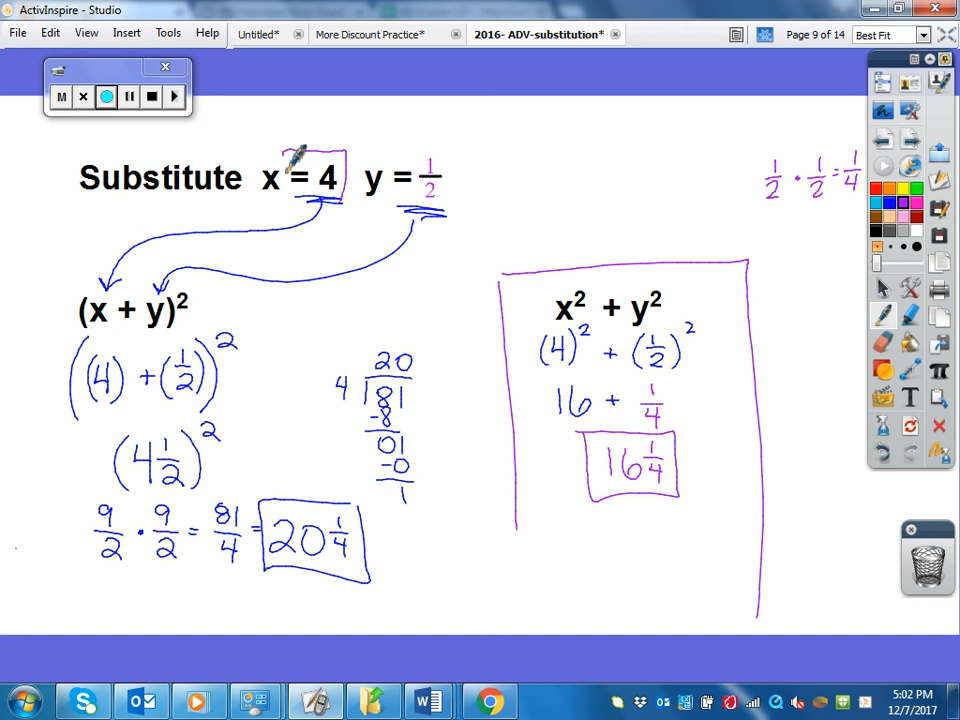 ActivInspire - Studio
File Edit View Insert Tools Help Untitled* More Discount Practice* 2016- ADV-substitution* Page 9 of 14 Best Fit
M
Substitute x = 4 y = 1/2
1/2 · 1/2 = 1/4
(x + y)²
((4) + (1/2))²
(4 1/2)²
9/2 · 9/2 = 81/4 = 20 1/4
20
4 81
-8
01
-0
1
x² + y²
(4)² + (1/2)²
16 + 1/4
16 1/4
5:02 PM
12/7/2017